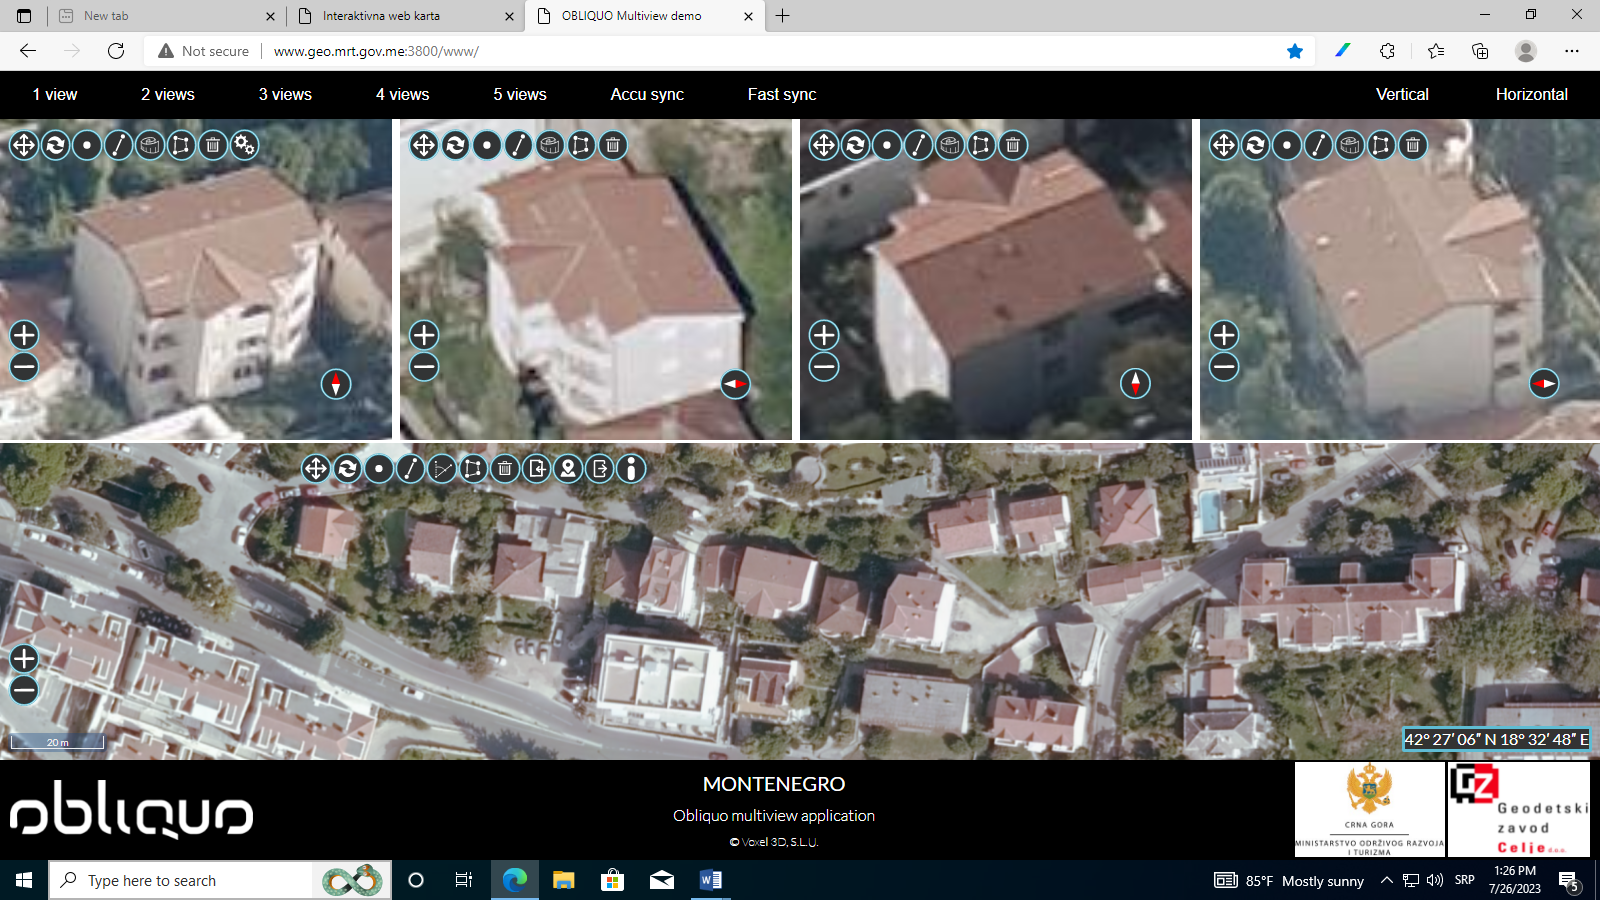 New tab
Interaktivna web karta
OBLIQUO Multiview demo
Not secure
www.geo.mrt.gov.me:3800/www/
1 view
2 views
3 views
4 views
5 views
Accu sync
Fast sync
Vertical
Horizontal
20 m
42° 27′ 06″ N 18° 32′ 48″ E
obliquo
MONTENEGRO
Obliquo multiview application
© Voxel 3D, S.L.U.
CRNA GORA
MINISTARSTVO ODRŽIVOG RAZVOJA
I TURIZMA
GZ
Geodetski
zavod
Celje d.o.o.
Type here to search
85°F Mostly sunny
SRP
1:26 PM
7/26/2023
5